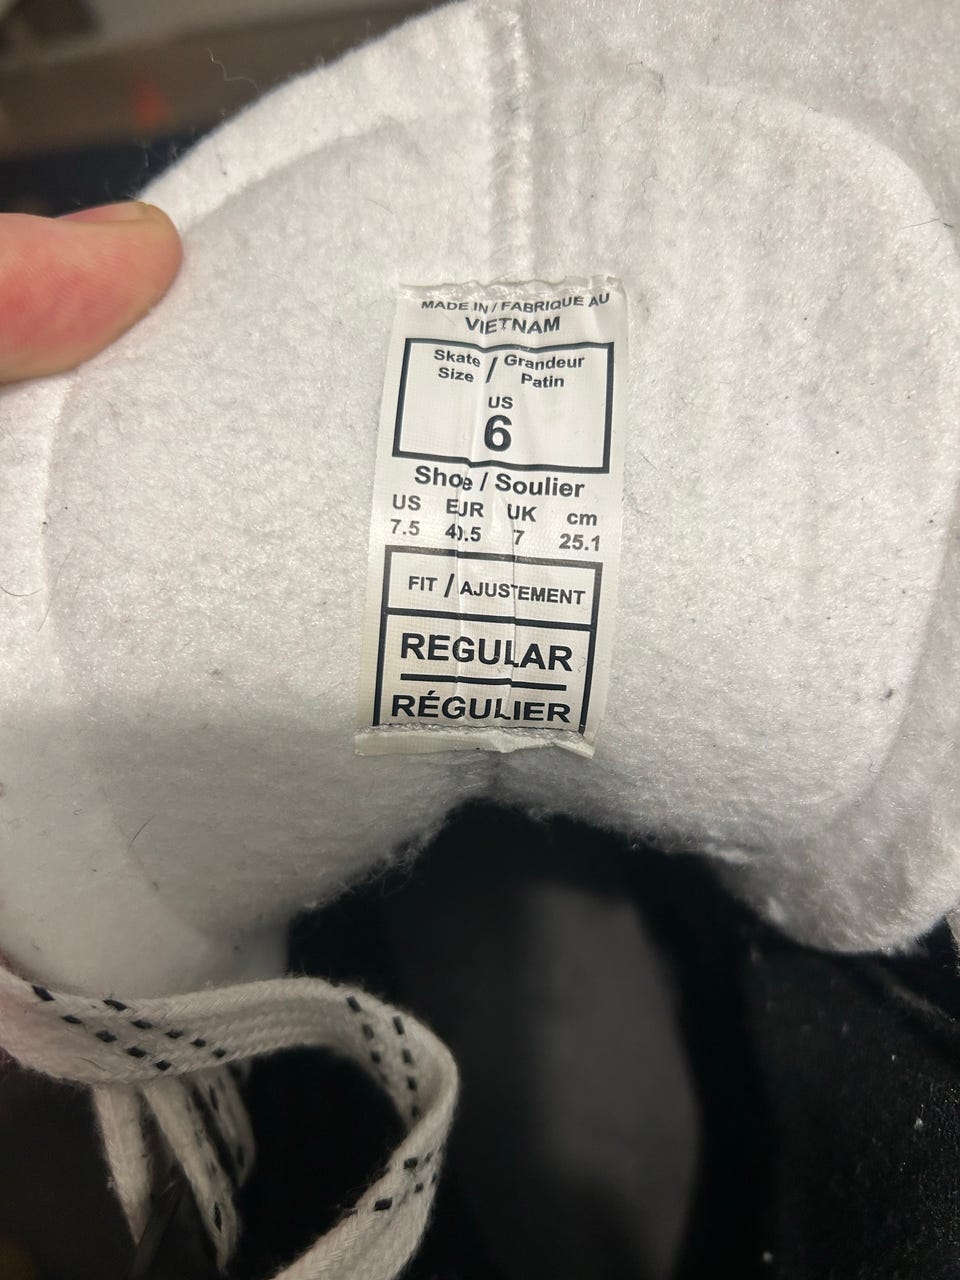 MADE IN / FABRIQUÉ AU
VIETNAM
Skate / Grandeur
Size Patin
US
6
Shoe / Soulier
US EUR UK cm
7.5 40.5 7 25.1
FIT / AJUSTEMENT
REGULAR
RÉGULIER